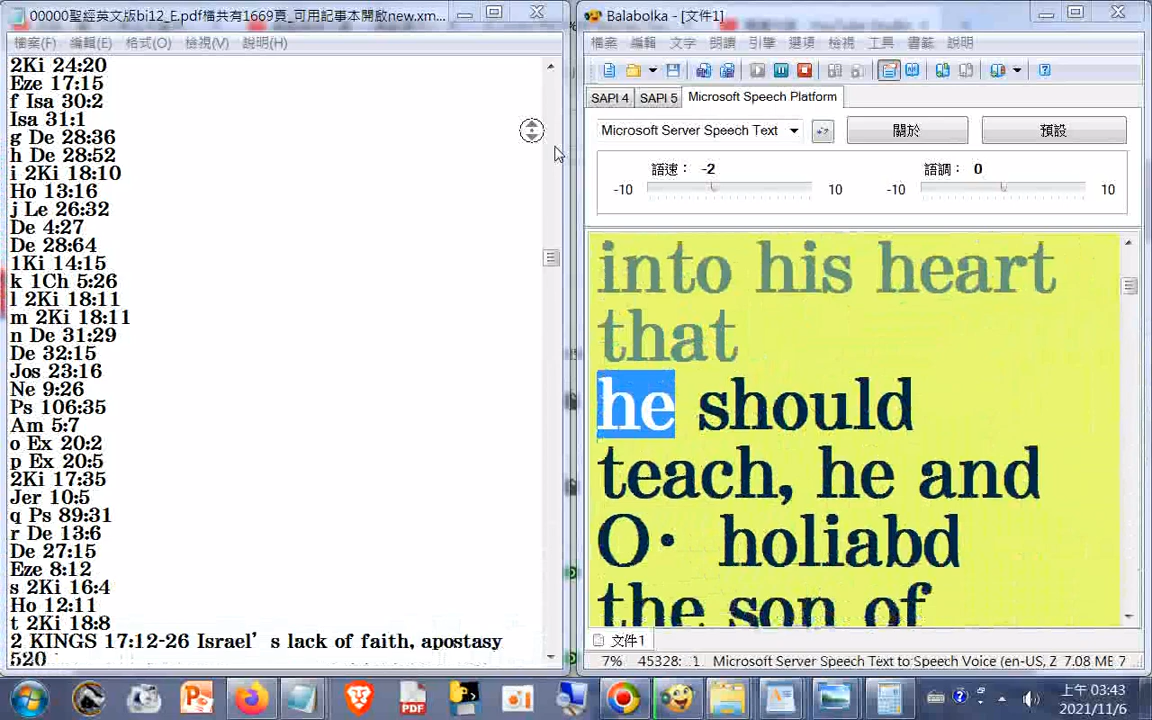 00000聖經英文版bi12_E.pdf檔共有1669頁_可用記事本開啟new.xm...
檔案(F) 編輯(E) 格式(O) 檢視(V) 說明(H)
2Ki 24:20
Eze 17:15
f Isa 30:2
Isa 31:1
g De 28:36
h De 28:52
i 2Ki 18:10
Ho 13:16
j Le 26:32
De 4:27
De 28:64
1Ki 14:15
k 1Ch 5:26
l 2Ki 18:11
m 2Ki 18:11
n De 31:29
De 32:15
Jos 23:16
Ne 9:26
Ps 106:35
Am 5:7
o Ex 20:2
p Ex 20:5
2Ki 17:35
Jer 10:5
q Ps 89:31
r De 13:6
De 27:15
Eze 8:12
s 2Ki 16:4
Ho 12:11
t 2Ki 18:8
2 KINGS 17:12-26 Israel’s lack of faith, apostasy
520
Balabolka - [文件1]
檔案 編輯 文字 朗讀 引擎 選項 檢視 工具 書籤 說明
SAPI 4 SAPI 5 Microsoft Speech Platform
Microsoft Server Speech Text 關於 預設
語速： -2 語調： 0
-10 10 -10 10
into his heart
that
he should
teach, he and
O· holiabd
the son of
文件1
7% 45328: 1 Microsoft Server Speech Text to Speech Voice (en-US, Z 7.08 ME 7
PDF
上午 03:43
2021/11/6